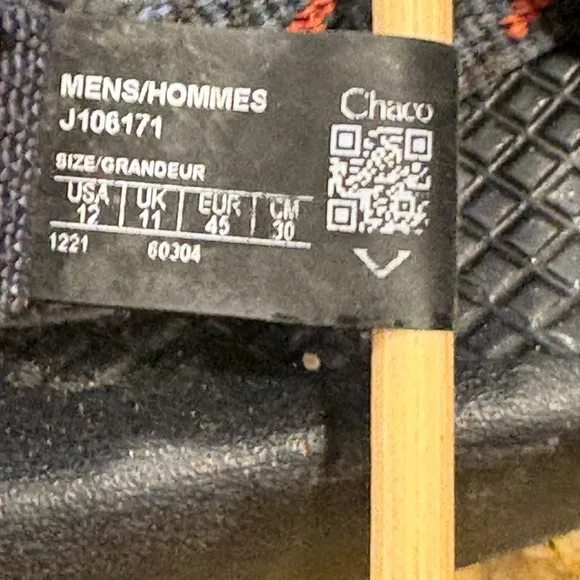 MENS/HOMMES
J106171
Chaco
SIZE/GRANDEUR
USA UK EUR CM
12 11 45 30
1221 60304